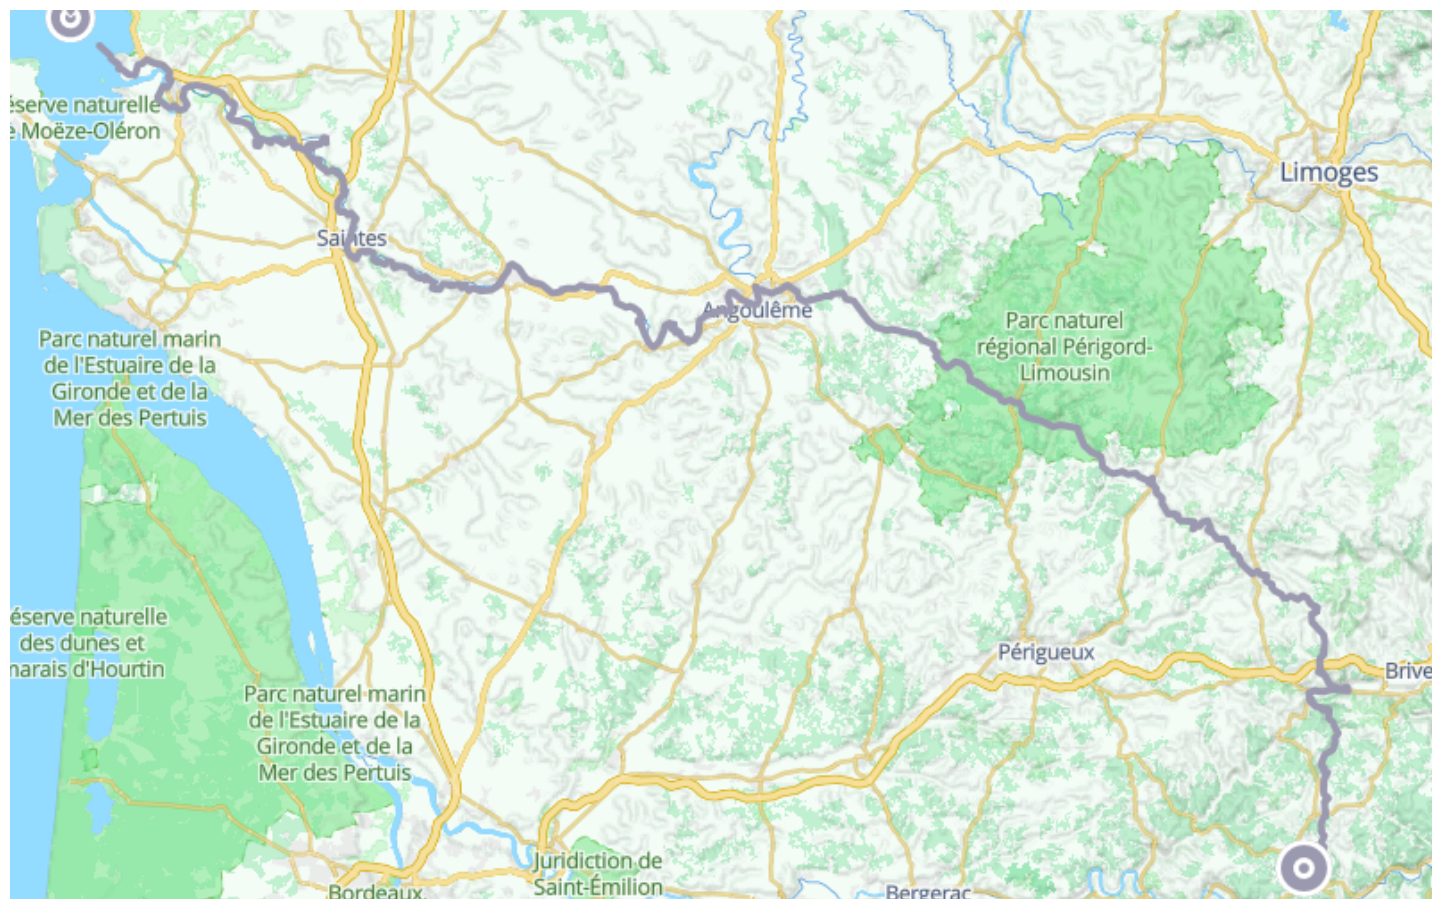 éserve naturelle
e Moëze-Oléron
Limoges
Saintes
Angoulême
Parc naturel
régional Périgord-
Limousin
Parc naturel marin
de l'Estuaire de la
Gironde et de la
Mer des Pertuis
éserve naturelle
des dunes et
marais d'Hourtin
Périgueux
Brive
Parc naturel marin
de l'Estuaire de la
Gironde et de la
Mer des Pertuis
Juridiction de
Saint-Émilion
Bordeaux
Bergerac